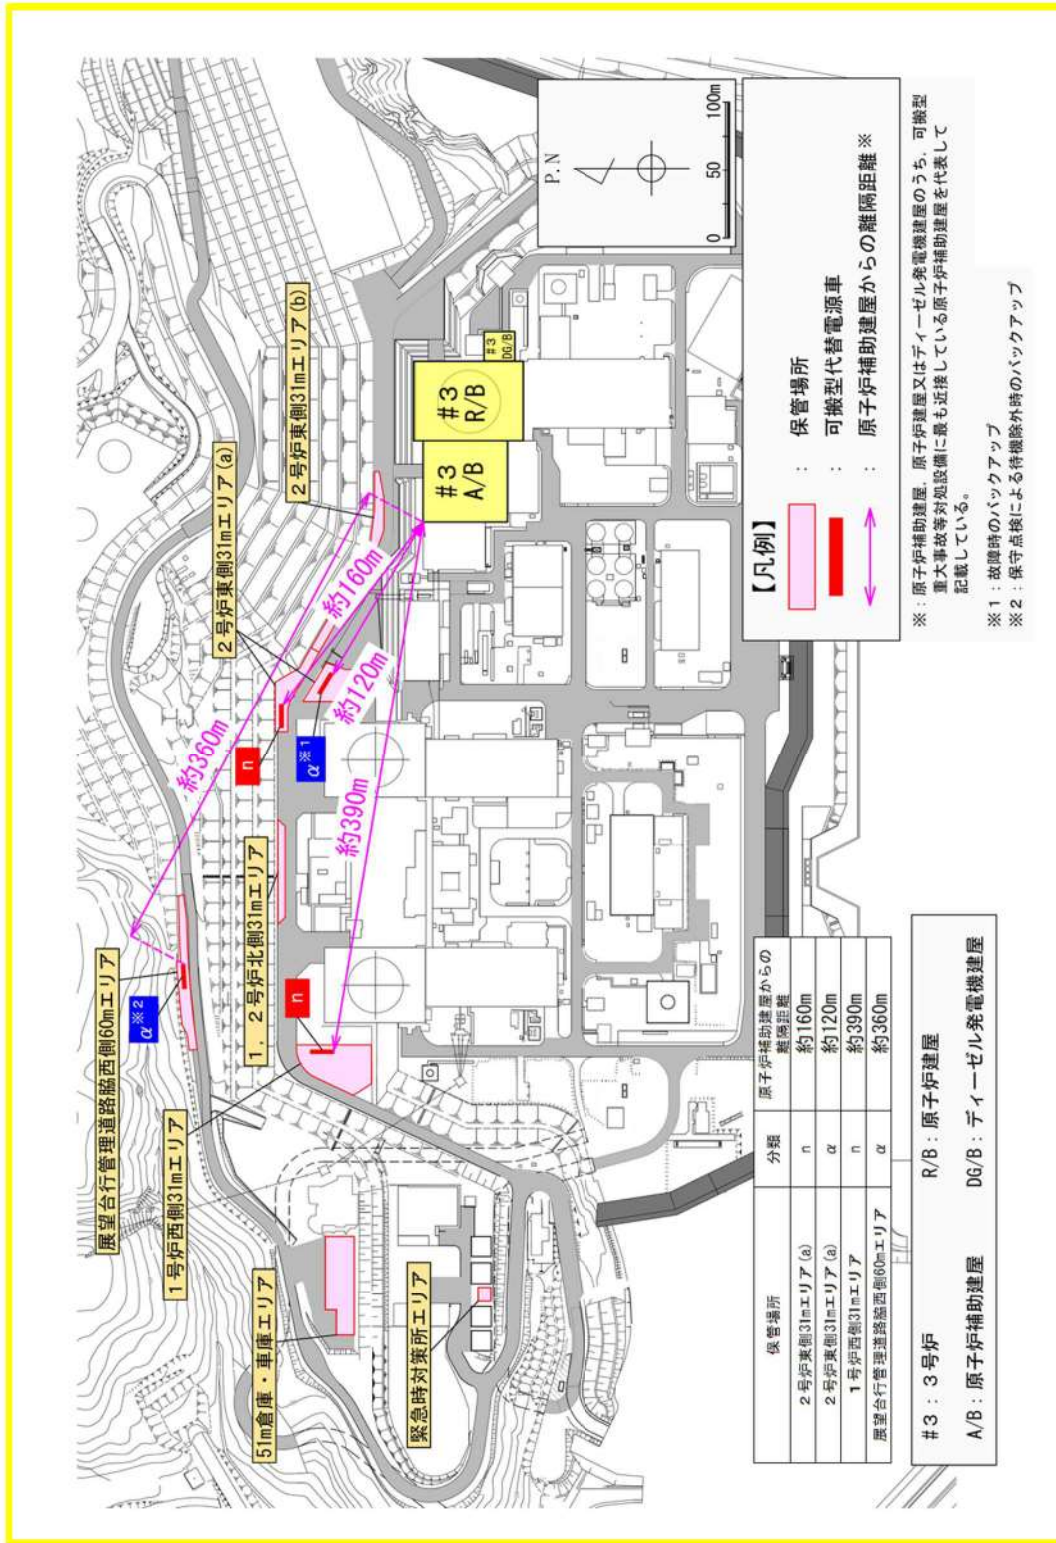 展望台行管理道路脇西側60mエリア
α※2
1号炉西側31mエリア
51m倉庫・車庫エリア
緊急時対策所エリア
1，2号炉北側31mエリア
n
n
α※1
2号炉東側31mエリア(a)
2号炉東側31mエリア(b)
約360m
約160m
約120m
約390m
#3
A/B
#3
R/B
#3
DG/B
P.N
0 50 100m
【凡例】
： 保管場所
： 可搬型代替電源車
： 原子炉補助建屋からの離隔距離※
※：原子炉補助建屋，原子炉建屋又はディーゼル発電機建屋のうち，可搬型
重大事故等対処設備に最も近接している原子炉補助建屋を代表して
記載している。
※1：故障時のバックアップ
※2：保守点検による待機除外時のバックアップ
保管場所 分類 原子炉補助建屋からの
離隔距離
2号炉東側31mエリア(a) n 約160m
2号炉東側31mエリア(a) α 約120m
1号炉西側31mエリア n 約390m
展望台行管理道路脇西側60mエリア α 約360m
#3：3号炉 R/B：原子炉建屋
A/B：原子炉補助建屋 DG/B：ディーゼル発電機建屋